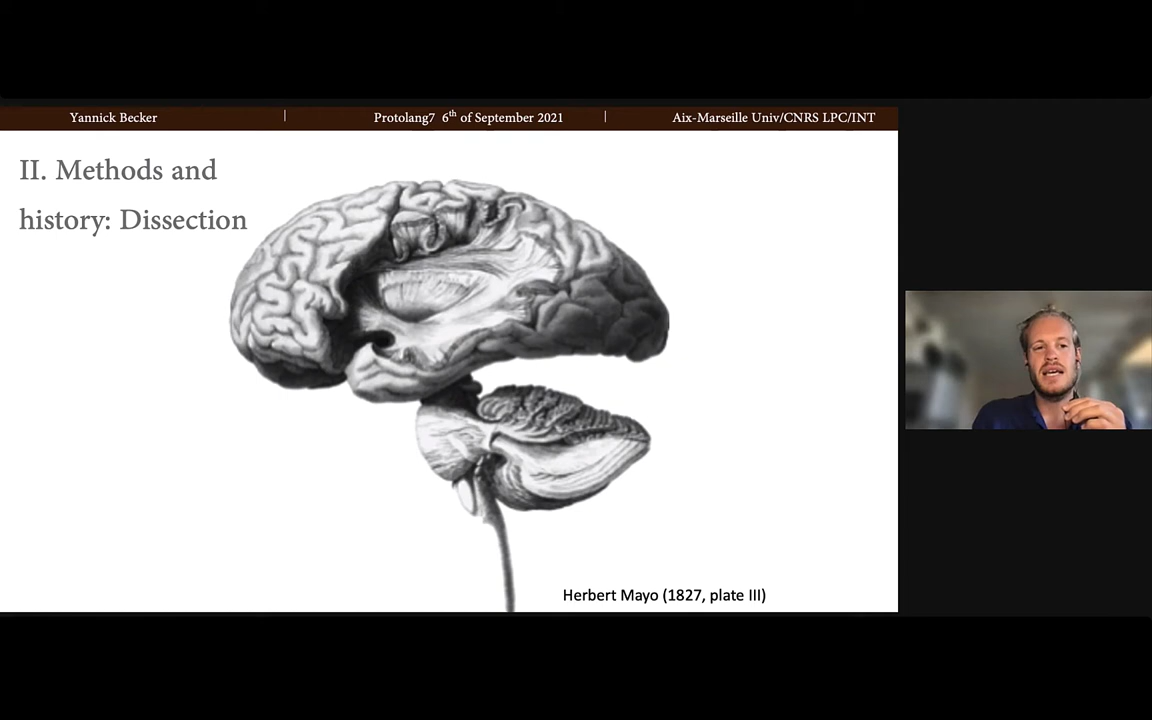 Yannick Becker | Protolang7 6th of September 2021 | Aix-Marseille Univ/CNRS LPC/INT
II. Methods and
history: Dissection
Herbert Mayo (1827, plate III)